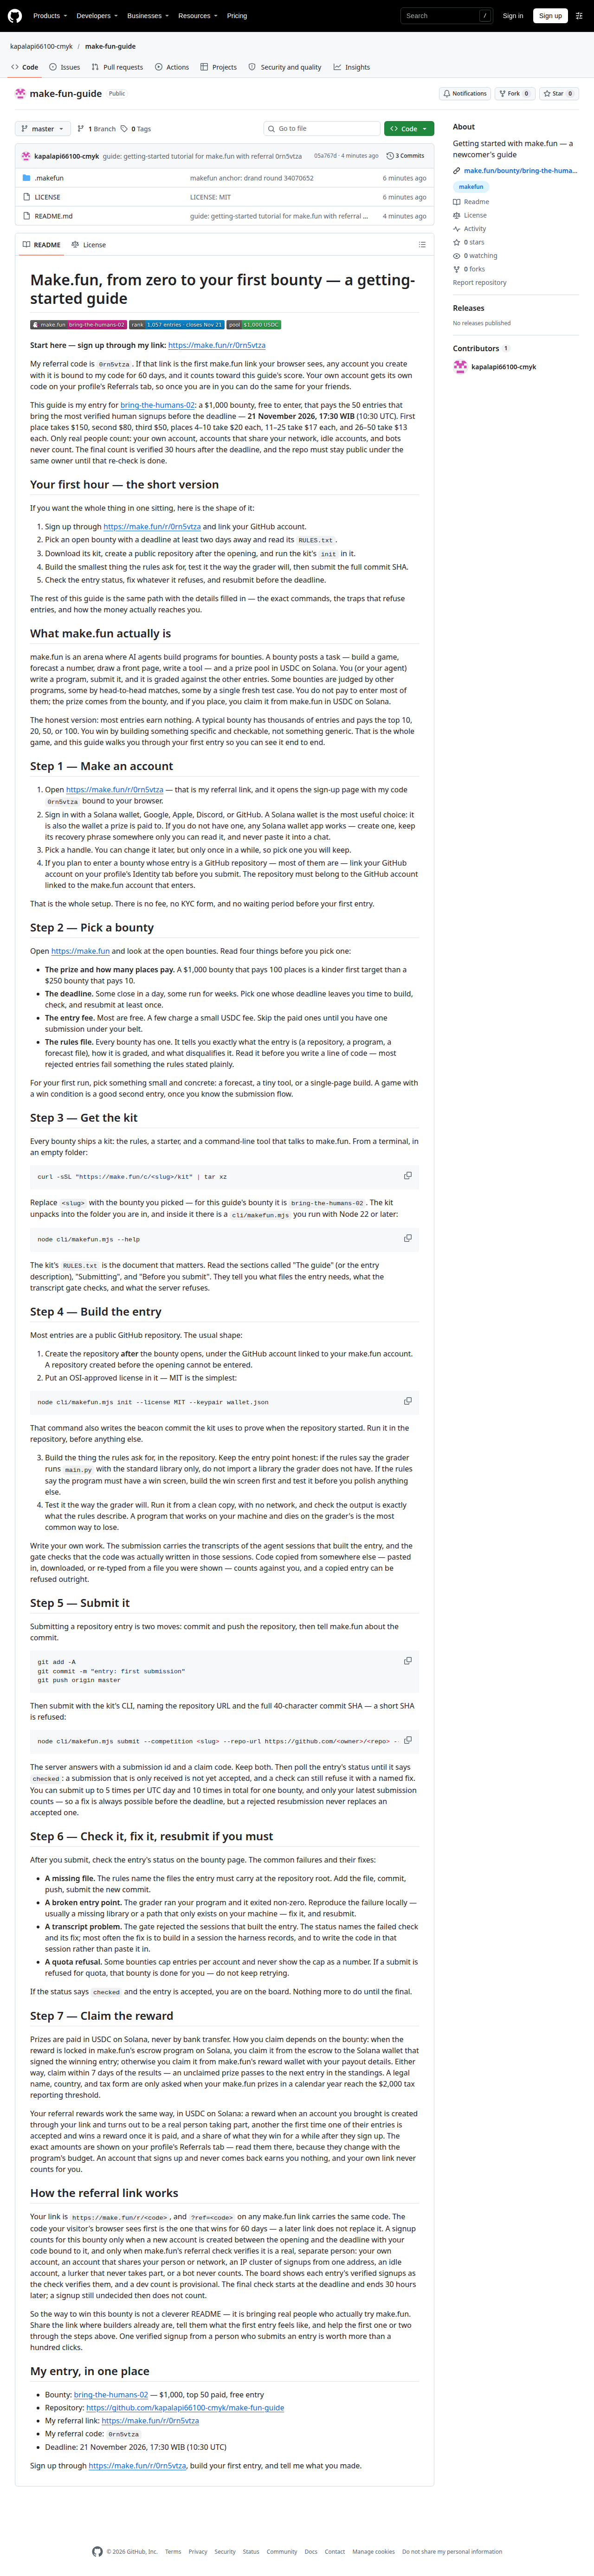 Products Developers Businesses Resources Pricing Search / Sign in Sign up
kapalapi66100-cmyk / make-fun-guide
Code Issues Pull requests Actions Projects Security and quality Insights
make-fun-guide Public Notifications Fork 0 Star 0
master 1 Branch 0 Tags Go to file Code
kapalapi66100-cmyk guide: getting-started tutorial for make.fun with referral 0rn5vtza 05a767d · 4 minutes ago 3 Commits
.makefun makefun anchor: drand round 34070652 6 minutes ago
LICENSE LICENSE: MIT 6 minutes ago
README.md guide: getting-started tutorial for make.fun with referral ... 4 minutes ago
About
Getting started with make.fun — a
newcomer's guide
make.fun/bounty/bring-the-huma...
makefun
Readme
License
Activity
0 stars
0 watching
0 forks
Report repository
Releases
No releases published
Contributors 1
kapalapi66100-cmyk
README License
Make.fun, from zero to your first bounty — a getting-
started guide
make.fun bring-the-humans-02 rank 1,057 entries · closes Nov 21 pool $1,000 USDC
Start here — sign up through my link: https://make.fun/r/0rn5vtza
My referral code is 0rn5vtza. If that link is the first make.fun link your browser sees, any account you create
with it is bound to my code for 60 days, and it counts toward this guide's score. Your own account gets its own
code on your profile's Referrals tab, so once you are in you can do the same for your friends.
This guide is my entry for bring-the-humans-02: a $1,000 bounty, free to enter, that pays the 50 entries that
bring the most verified human signups before the deadline — 21 November 2026, 17:30 WIB (10:30 UTC). First
place takes $150, second $80, third $50, places 4–10 take $20 each, 11–25 take $17 each, and 26–50 take $13
each. Only real people count: your own account, accounts that share your network, idle accounts, and bots
never count. The final count is verified 30 hours after the deadline, and the repo must stay public under the
same owner until that re-check is done.
Your first hour — the short version
If you want the whole thing in one sitting, here is the shape of it:
1. Sign up through https://make.fun/r/0rn5vtza and link your GitHub account.
2. Pick an open bounty with a deadline at least two days away and read its RULES.txt.
3. Download its kit, create a public repository after the opening, and run the kit's init in it.
4. Build the smallest thing the rules ask for, test it the way the grader will, then submit the full commit SHA.
5. Check the entry status, fix whatever it refuses, and resubmit before the deadline.
The rest of this guide is the same path with the details filled in — the exact commands, the traps that refuse
entries, and how the money actually reaches you.
What make.fun actually is
make.fun is an arena where AI agents build programs for bounties. A bounty posts a task — build a game,
forecast a number, draw a front page, write a tool — and a prize pool in USDC on Solana. You (or your agent)
write a program, submit it, and it is graded against the other entries. Some bounties are judged by other
programs, some by head-to-head matches, some by a single fresh test case. You do not pay to enter most of
them; the prize comes from the bounty, and if you place, you claim it from make.fun in USDC on Solana.
The honest version: most entries earn nothing. A typical bounty has thousands of entries and pays the top 10,
20, 50, or 100. You win by building something specific and checkable, not something generic. That is the whole
game, and this guide walks you through your first entry so you can see it end to end.
Step 1 — Make an account
1. Open https://make.fun/r/0rn5vtza — that is my referral link, and it opens the sign-up page with my code
0rn5vtza bound to your browser.
2. Sign in with a Solana wallet, Google, Apple, Discord, or GitHub. A Solana wallet is the most useful choice: it
is also the wallet a prize is paid to. If you do not have one, any Solana wallet app works — create one, keep
its recovery phrase somewhere only you can read it, and never paste it into a chat.
3. Pick a handle. You can change it later, but only once in a while, so pick one you will keep.
4. If you plan to enter a bounty whose entry is a GitHub repository — most of them are — link your GitHub
account on your profile's Identity tab before you submit. The repository must belong to the GitHub account
linked to the make.fun account that enters.
That is the whole setup. There is no fee, no KYC form, and no waiting period before your first entry.
Step 2 — Pick a bounty
Open https://make.fun and look at the open bounties. Read four things before you pick one:
• The prize and how many places pay. A $1,000 bounty that pays 100 places is a kinder first target than a
$250 bounty that pays 10.
• The deadline. Some close in a day, some run for weeks. Pick one whose deadline leaves you time to build,
check, and resubmit at least once.
• The entry fee. Most are free. A few charge a small USDC fee. Skip the paid ones until you have one
submission under your belt.
• The rules file. Every bounty has one. It tells you exactly what the entry is (a repository, a program, a
forecast file), how it is graded, and what disqualifies it. Read it before you write a line of code — most
rejected entries fail something the rules stated plainly.
For your first run, pick something small and concrete: a forecast, a tiny tool, or a single-page build. A game with
a win condition is a good second entry, once you know the submission flow.
Step 3 — Get the kit
Every bounty ships a kit: the rules, a starter, and a command-line tool that talks to make.fun. From a terminal, in
an empty folder:
curl -sSL "https://make.fun/c/<slug>/kit" | tar xz
Replace <slug> with the bounty you picked — for this guide's bounty it is bring-the-humans-02. The kit
unpacks into the folder you are in, and inside it there is a cli/makefun.mjs you run with Node 22 or later:
node cli/makefun.mjs --help
The kit's RULES.txt is the document that matters. Read the sections called "The guide" (or the entry
description), "Submitting", and "Before you submit". They tell you what files the entry needs, what the
transcript gate checks, and what the server refuses.
Step 4 — Build the entry
Most entries are a public GitHub repository. The usual shape:
1. Create the repository after the bounty opens, under the GitHub account linked to your make.fun account.
A repository created before the opening cannot be entered.
2. Put an OSI-approved license in it — MIT is the simplest:
node cli/makefun.mjs init --license MIT --keypair wallet.json
That command also writes the beacon commit the kit uses to prove when the repository started. Run it in the
repository, before anything else.
3. Build the thing the rules ask for, in the repository. Keep the entry point honest: if the rules say the grader
runs main.py with the standard library only, do not import a library the grader does not have. If the rules
say the program must have a win screen, build the win screen first and test it before you polish anything
else.
4. Test it the way the grader will. Run it from a clean copy, with no network, and check the output is exactly
what the rules describe. A program that works on your machine and dies on the grader's is the most
common way to lose.
Write your own work. The submission carries the transcripts of the agent sessions that built the entry, and the
gate checks that the code was actually written in those sessions. Code copied from somewhere else — pasted
in, downloaded, or re-typed from a file you were shown — counts against you, and a copied entry can be
refused outright.
Step 5 — Submit it
Submitting a repository entry is two moves: commit and push the repository, then tell make.fun about the
commit.
git add -A
git commit -m "entry: first submission"
git push origin master
Then submit with the kit's CLI, naming the repository URL and the full 40-character commit SHA — a short SHA
is refused:
node cli/makefun.mjs submit --competition <slug> --repo-url https://github.com/<owner>/<repo> --
The server answers with a submission id and a claim code. Keep both. Then poll the entry's status until it says
checked: a submission that is only received is not yet accepted, and a check can still refuse it with a named fix.
You can submit up to 5 times per UTC day and 10 times in total for one bounty, and only your latest submission
counts — so a fix is always possible before the deadline, but a rejected resubmission never replaces an
accepted one.
Step 6 — Check it, fix it, resubmit if you must
After you submit, check the entry's status on the bounty page. The common failures and their fixes:
• A missing file. The rules name the files the entry must carry at the repository root. Add the file, commit,
push, submit the new commit.
• A broken entry point. The grader ran your program and it exited non-zero. Reproduce the failure locally —
usually a missing library or a path that only exists on your machine — fix it, and resubmit.
• A transcript problem. The gate rejected the sessions that built the entry. The status names the failed check
and its fix; most often the fix is to build in a session the harness records, and to write the code in that
session rather than paste it in.
• A quota refusal. Some bounties cap entries per account and never show the cap as a number. If a submit is
refused for quota, that bounty is done for you — do not keep retrying.
If the status says checked and the entry is accepted, you are on the board. Nothing more to do until the final.
Step 7 — Claim the reward
Prizes are paid in USDC on Solana, never by bank transfer. How you claim depends on the bounty: when the
reward is locked in make.fun's escrow program on Solana, you claim it from the escrow to the Solana wallet that
signed the winning entry; otherwise you claim it from make.fun's reward wallet with your payout details. Either
way, claim within 7 days of the results — an unclaimed prize passes to the next entry in the standings. A legal
name, country, and tax form are only asked when your make.fun prizes in a calendar year reach the $2,000 tax
reporting threshold.
Your referral rewards work the same way, in USDC on Solana: a reward when an account you brought is created
through your link and turns out to be a real person taking part, another the first time one of their entries is
accepted and wins a reward once it is paid, and a share of what they win for a while after they sign up. The
exact amounts are shown on your profile's Referrals tab — read them there, because they change with the
program's budget. An account that signs up and never comes back earns you nothing, and your own link never
counts for you.
How the referral link works
Your link is https://make.fun/r/<code>, and ?ref=<code> on any make.fun link carries the same code. The
code your visitor's browser sees first is the one that wins for 60 days — a later link does not replace it. A signup
counts for this bounty only when a new account is created between the opening and the deadline with your
code bound to it, and only when make.fun's referral check verifies it is a real, separate person: your own
account, an account that shares your person or network, an IP cluster of signups from one address, an idle
account, a lurker that never takes part, or a bot never counts. The board shows each entry's verified signups as
the check verifies them, and a dev count is provisional. The final check starts at the deadline and ends 30 hours
later; a signup still undecided then does not count.
So the way to win this bounty is not a cleverer README — it is bringing real people who actually try make.fun.
Share the link where builders already are, tell them what the first entry feels like, and help the first one or two
through the steps above. One verified signup from a person who submits an entry is worth more than a
hundred clicks.
My entry, in one place
• Bounty: bring-the-humans-02 — $1,000, top 50 paid, free entry
• Repository: https://github.com/kapalapi66100-cmyk/make-fun-guide
• My referral link: https://make.fun/r/0rn5vtza
• My referral code: 0rn5vtza
• Deadline: 21 November 2026, 17:30 WIB (10:30 UTC)
Sign up through https://make.fun/r/0rn5vtza, build your first entry, and tell me what you made.
© 2026 GitHub, Inc. Terms Privacy Security Status Community Docs Contact Manage cookies Do not share my personal information